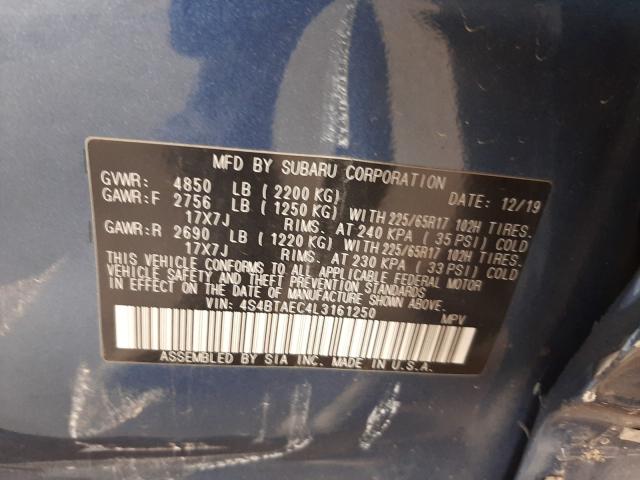 MFD BY SUBARU CORPORATION
GVWR: 4850 LB (2200 KG) DATE: 12/19
GAWR:F 2756 LB (1250 KG) WITH 225/65R17 102H TIRES.
17X7J RIMS. AT 240 KPA (35 PSI) COLD
GAWR:R 2690 LB (1220 KG) WITH 225/65R17 102H TIRES.
17X7J RIMS. AT 230 KPA (33 PSI) COLD
THIS VEHICLE CONFORMS TO ALL APPLICABLE FEDERAL MOTOR
VEHICLE SAFETY AND THEFT PREVENTION STANDARDS
IN EFFECT ON THE DATE OF MANUFACTURE SHOWN ABOVE.
VIN: 4S4BTAEC4L3161250 MPV
ASSEMBLED BY SIA INC. MADE IN U.S.A.